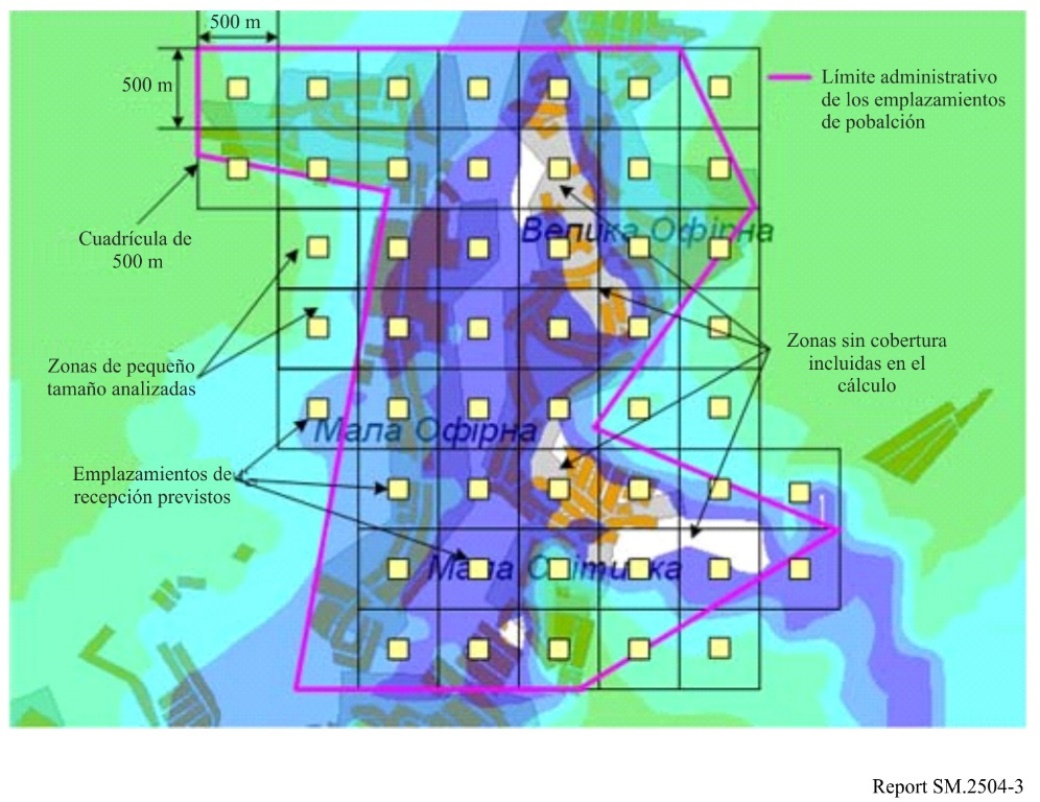 500 m
500 m
Límite administrativo
de los emplazamientos
de pobalción
Cuadrícula de
500 m
Велика Офірна
Zonas de pequeño
tamaño analizadas
Zonas sin cobertura
incluidas en el
cálculo
Мала Офірна
Emplazamientos de
recepción previstos
Мала
Report SM.2504-3